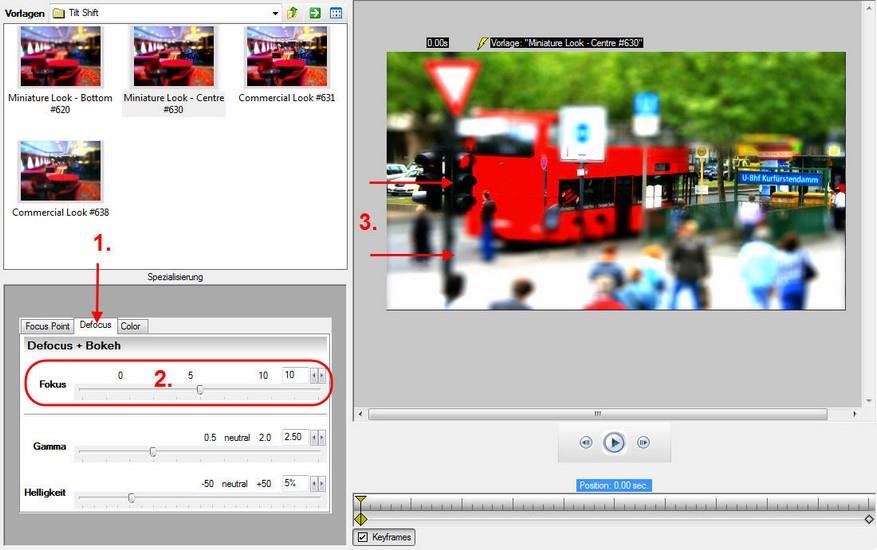 Vorlagen Tilt Shift
Miniature Look - Bottom #620
Miniature Look - Centre #630
Commercial Look #631
Commercial Look #638
1.
Spezialisierung
Focus Point Defocus Color
Defocus + Bokeh
Fokus 0 2. 5 10 10
Gamma 0.5 neutral 2.0 2.50
Helligkeit -50 neutral +50 5%
0.00s Vorlage: "Miniature Look - Centre #630"
U-Bhf Kurfürstendamm
3.
Position: 0.00 sec.
Keyframes